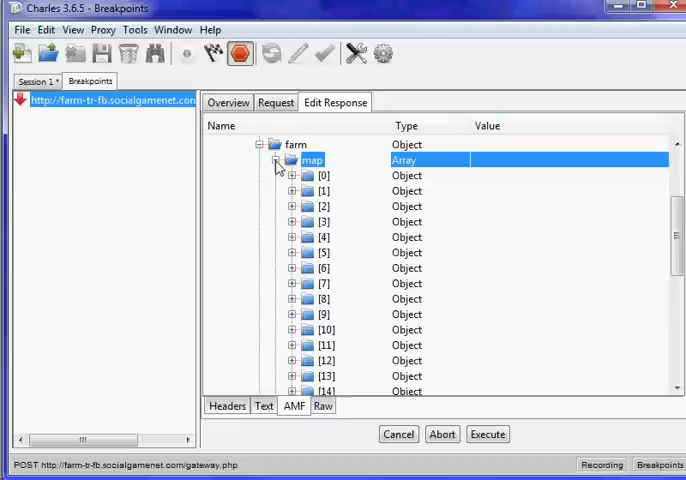 Charles 3.6.5 - Breakpoints
File Edit View Proxy Tools Window Help
Session 1 * Breakpoints
http://farm-tr-fb.socialgamenet.con
Overview Request Edit Response
Name Type Value
farm Object
map Array
[0] Object
[1] Object
[2] Object
[3] Object
[4] Object
[5] Object
[6] Object
[7] Object
[8] Object
[9] Object
[10] Object
[11] Object
[12] Object
[13] Object
[14] Object
Headers Text AMF Raw
Cancel Abort Execute
POST http://farm-tr-fb.socialgamenet.com/gateway.php Recording Breakpoints